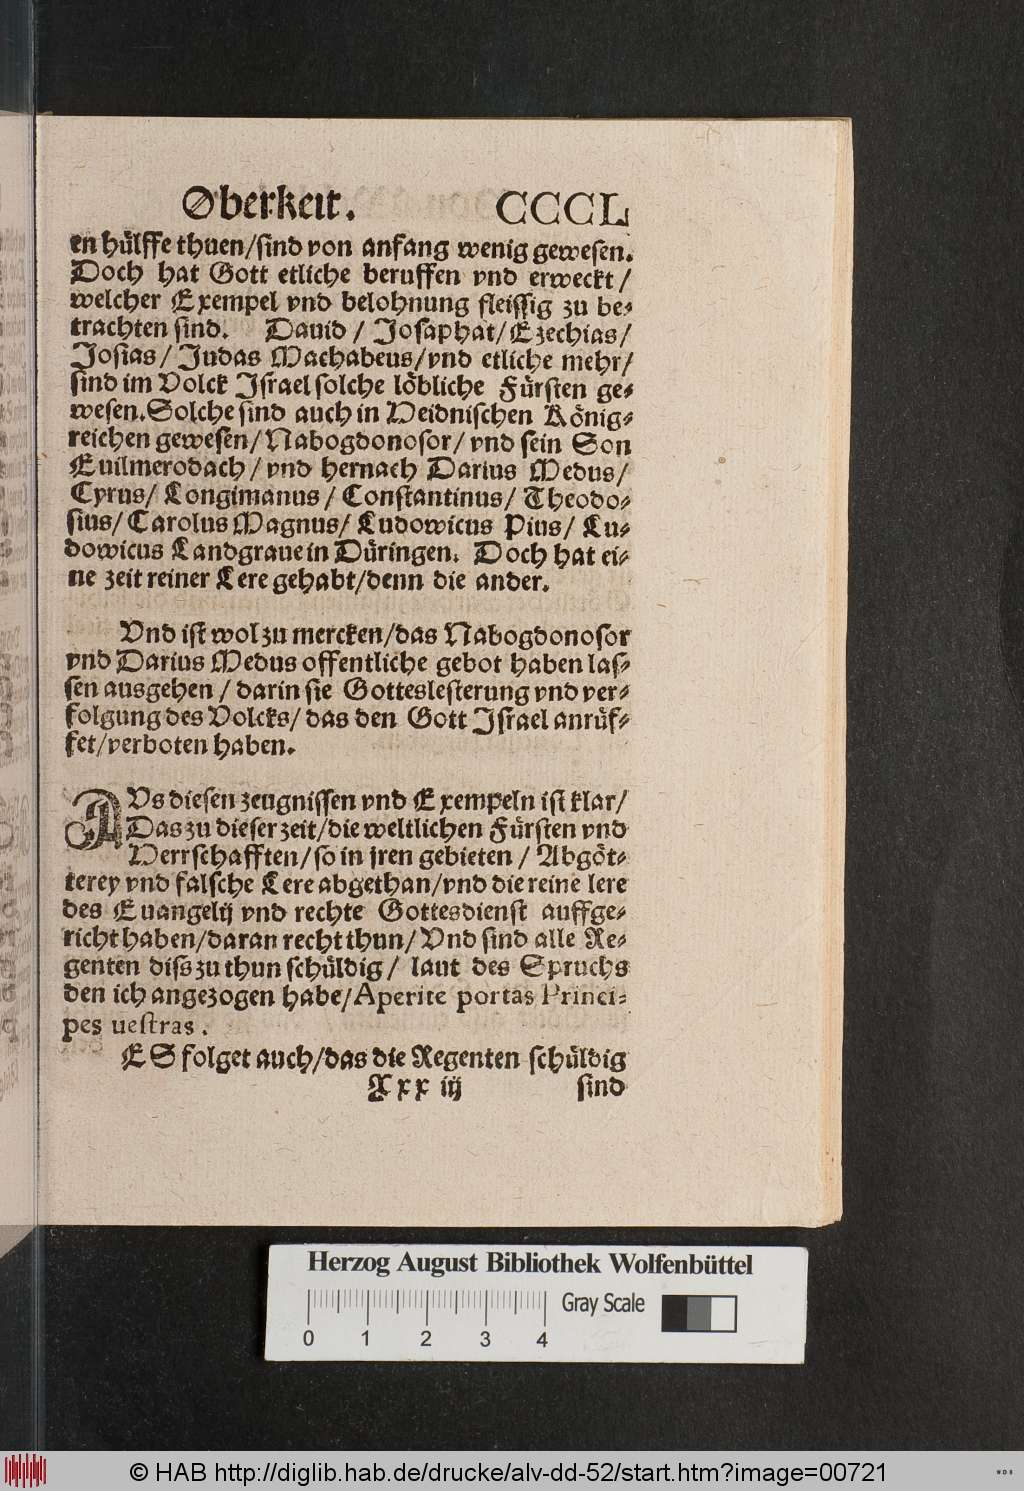 Oberkeit. CCCL
en hülffe thuen/sind von anfang wenig gewesen.
Doch hat Gott etliche beruffen vnd erweckt/
welcher Exempel vnd belohnung fleissig zu be-
trachten sind. Dauid/ Josaphat/ Ezechias/
Josias/ Judas Machabeus/vnd etliche mehr/
sind im Volck Israel solche löbliche Fürsten ge-
wesen. Solche sind auch in Heidnischen König-
reichen gewesen/ Nabogdonosor/ vnd sein Son
Euilmerodach/ vnd hernach Darius Medus/
Cyrus/ Longimanus/ Constantinus/ Theodo-
sius/ Carolus Magnus/ Ludowicus Pius/ Lu-
dowicus Landgraue in Düringen. Doch hat ei-
ne zeit reiner Lere gehabt/denn die ander.
Vnd ist wol zu mercken/das Nabogdonosor
vnd Darius Medus offentliche gebot haben las-
sen ausgehen/ darin sie Gotteslesterung vnd ver-
folgung des Volcks/ das den Gott Israel anrüf-
fet/verboten haben.
AVs diesen zeugnissen vnd Exempeln ist klar/
Das zu dieser zeit/die weltlichen Fürsten vnd
Herrschafften/ so in jren gebieten/ Abgöt-
terey vnd falsche Lere abgethan/vnd die reine lere
des Euangelij vnd rechte Gottesdienst auffge-
richt haben/daran recht thun/ Vnd sind alle Re-
genten diss zu thun schüldig/ laut des Spruchs
den ich angezogen habe/Aperite portas Princi-
pes uestras.
ES folget auch/das die Regenten schüldig
Xxx iij sind
Herzog August Bibliothek Wolfenbüttel
Gray Scale
0 1 2 3 4
© HAB http://diglib.hab.de/drucke/alv-dd-52/start.htm?image=00721